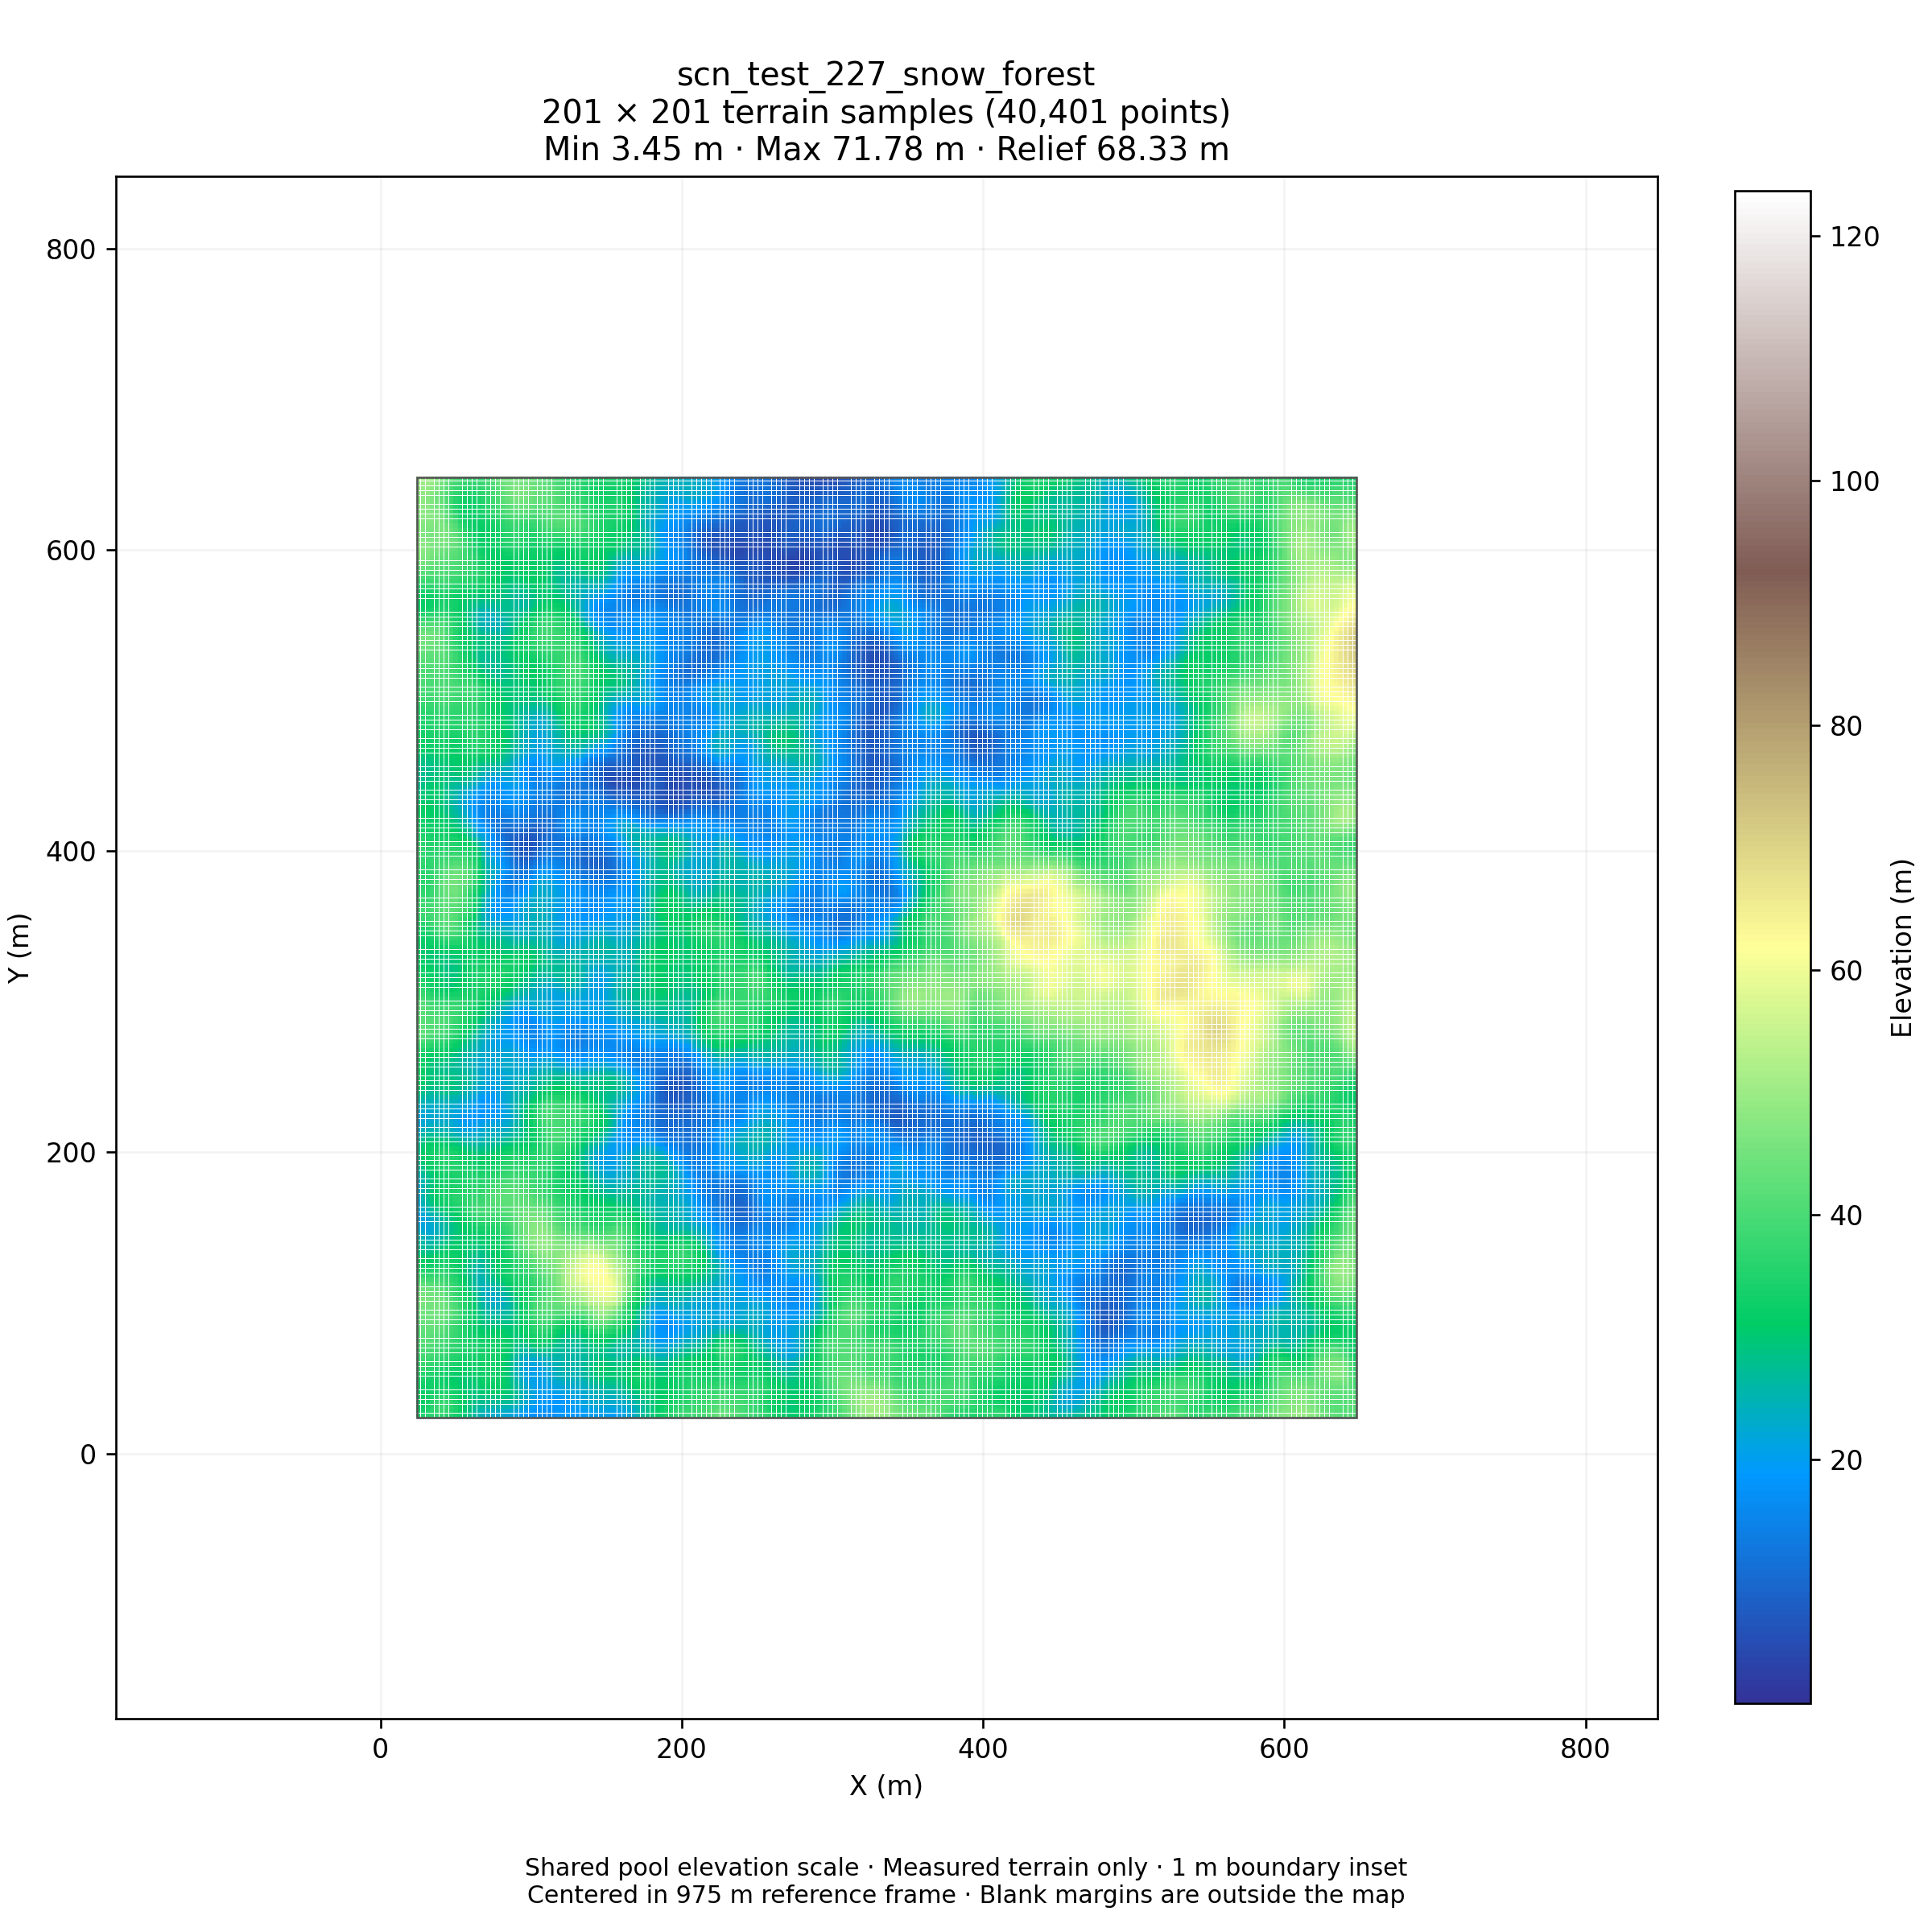 scn_test_227_snow_forest
201 × 201 terrain samples (40,401 points)
Min 3.45 m · Max 71.78 m · Relief 68.33 m
800
600
400
200
0
Y (m)
0
200
400
600
800
X (m)
120
100
80
60
40
20
Elevation (m)
Shared pool elevation scale · Measured terrain only · 1 m boundary inset
Centered in 975 m reference frame · Blank margins are outside the map